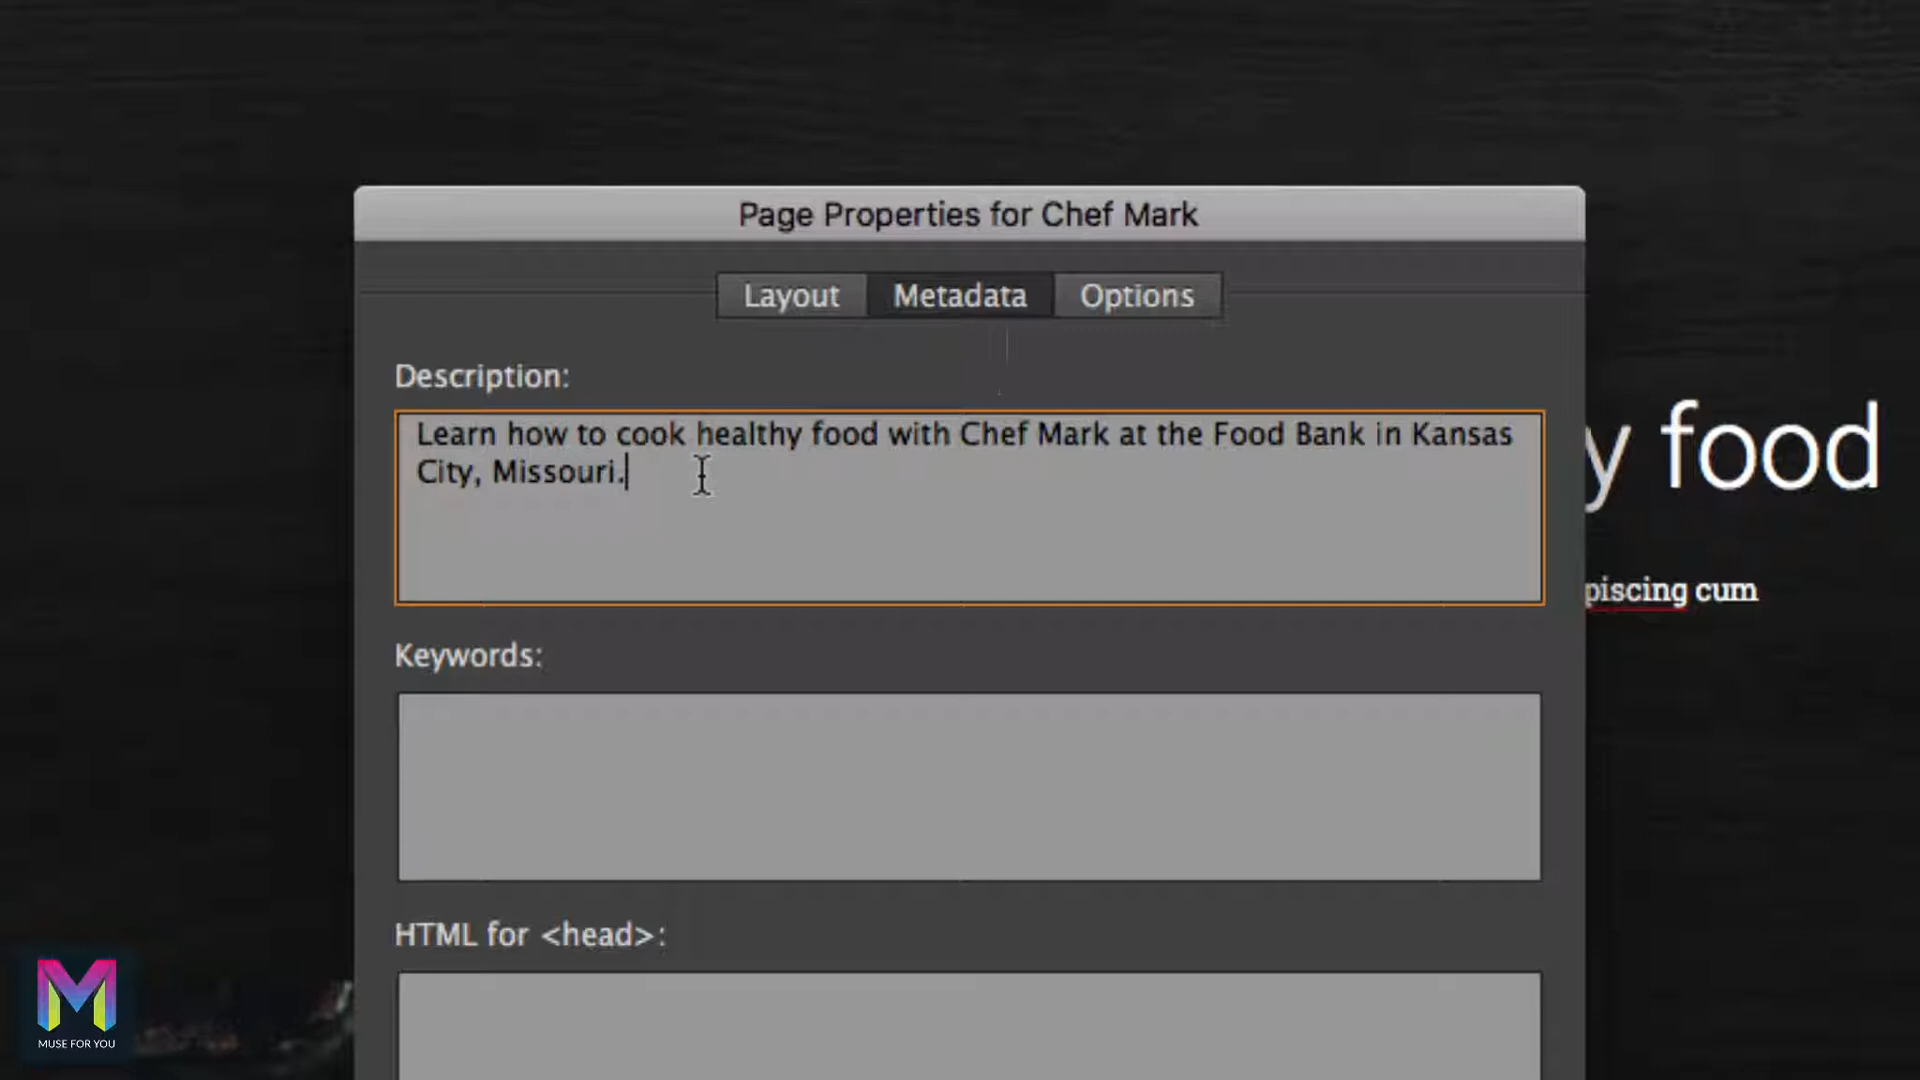 Page Properties for Chef Mark
Layout Metadata Options
Description:
Learn how to cook healthy food with Chef Mark at the Food Bank in Kansas
City, Missouri.
y food
piscing cum
Keywords:
HTML for <head>:
M
MUSE FOR YOU